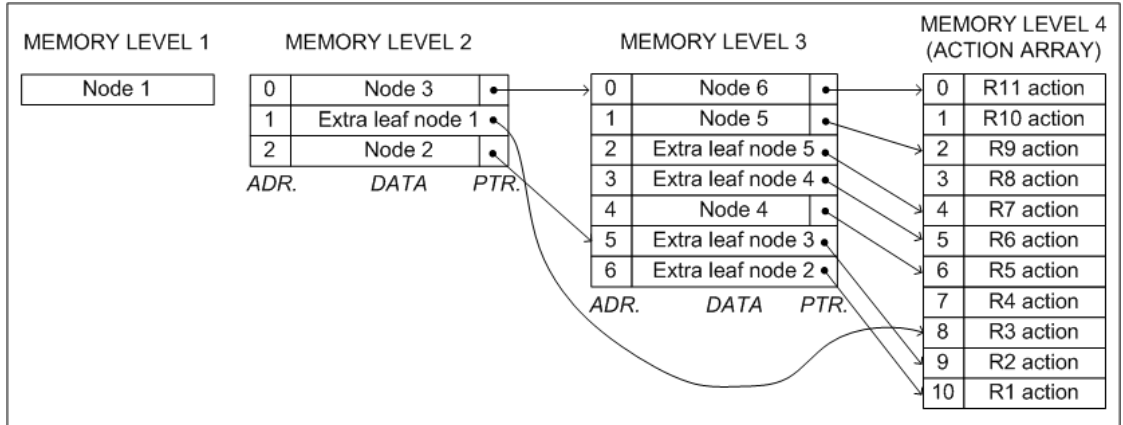 MEMORY LEVEL 1
Node 1
MEMORY LEVEL 2
0 Node 3
1 Extra leaf node 1
2 Node 2
ADR. DATA PTR.
MEMORY LEVEL 3
0 Node 6
1 Node 5
2 Extra leaf node 5
3 Extra leaf node 4
4 Node 4
5 Extra leaf node 3
6 Extra leaf node 2
ADR. DATA PTR.
MEMORY LEVEL 4
(ACTION ARRAY)
0 R11 action
1 R10 action
2 R9 action
3 R8 action
4 R7 action
5 R6 action
6 R5 action
7 R4 action
8 R3 action
9 R2 action
10 R1 action